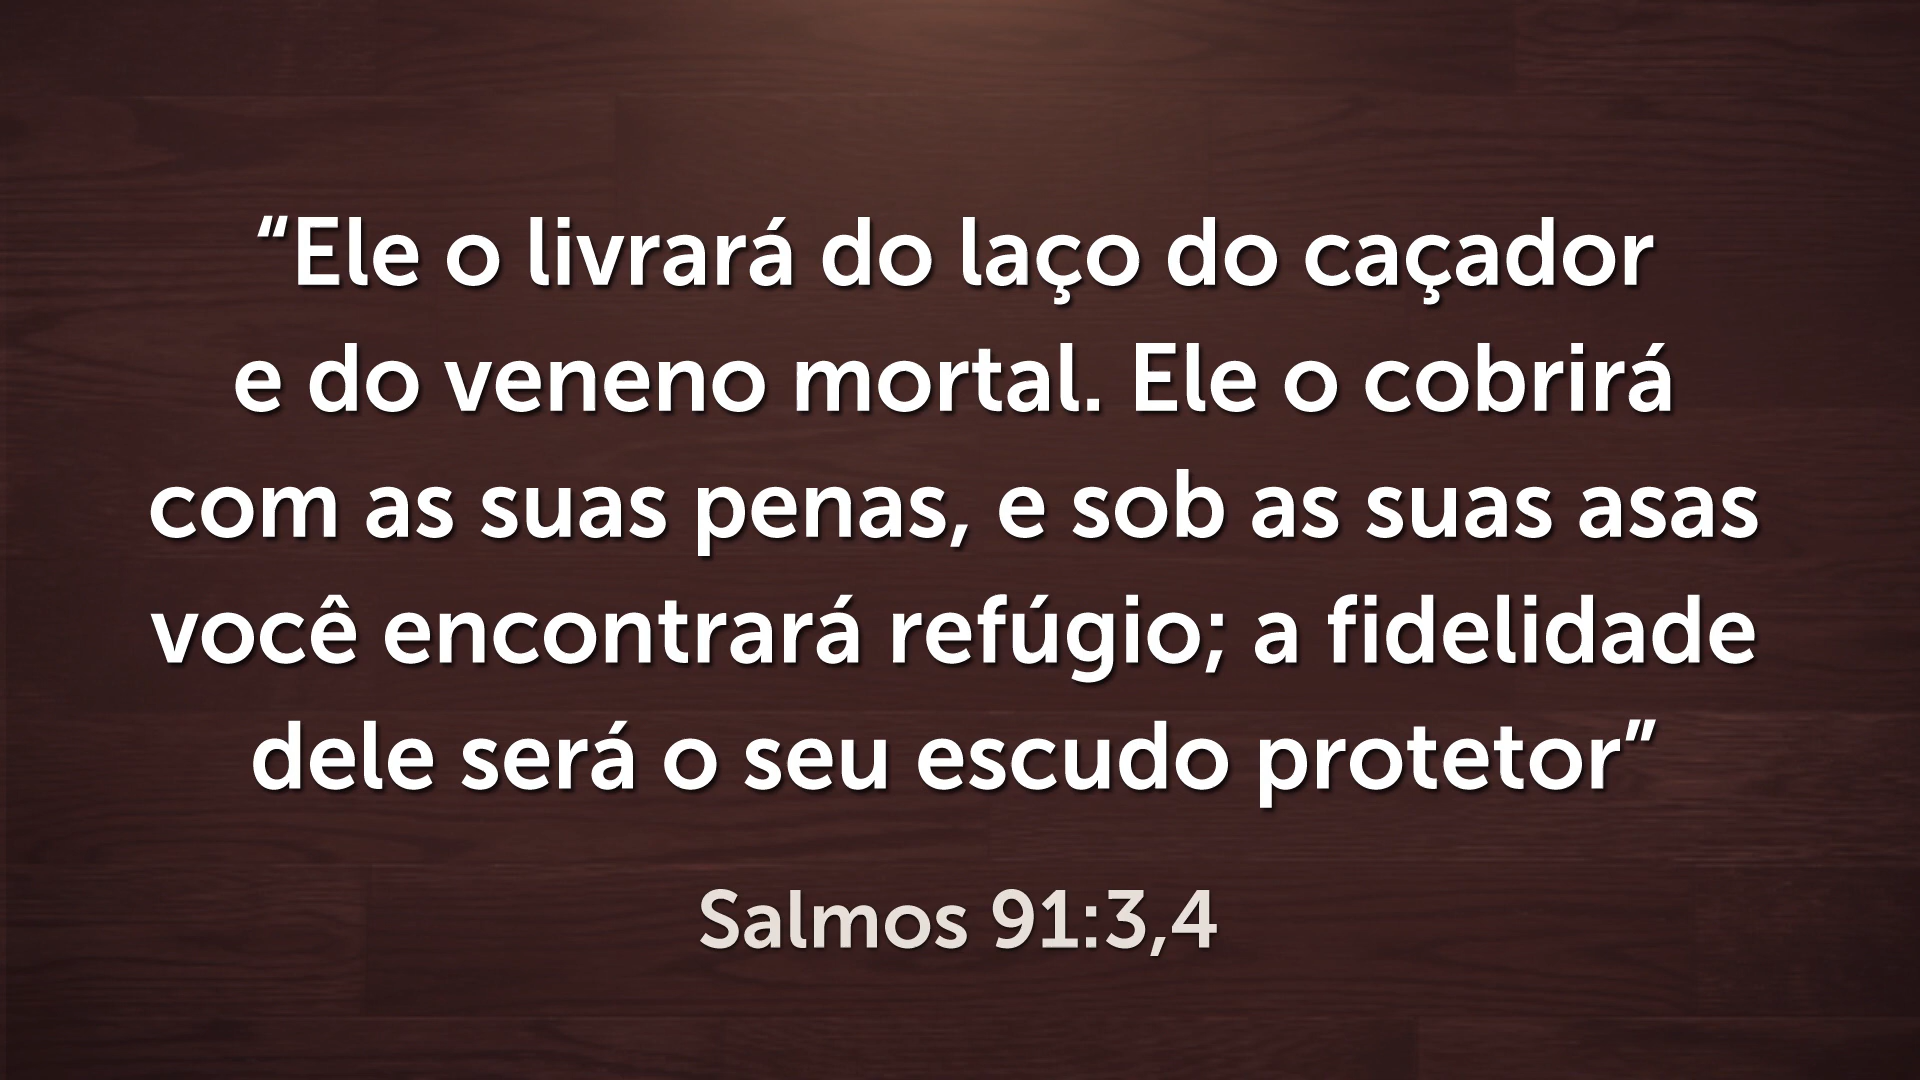 “Ele o livrará do laço do caçador
e do veneno mortal. Ele o cobrirá
com as suas penas, e sob as suas asas
você encontrará refúgio; a fidelidade
dele será o seu escudo protetor”
Salmos 91:3,4